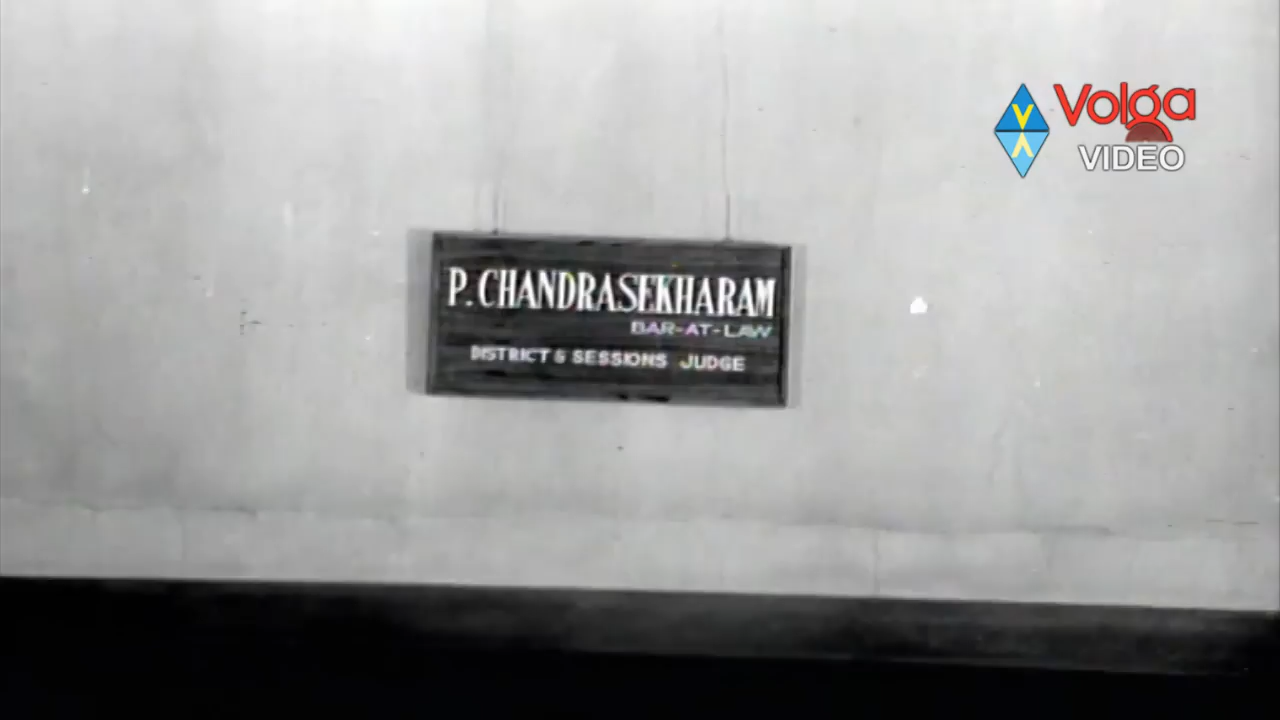 Volga
VIDEO
P. CHANDRASEKHARAM
BAR-AT-LAW
DISTRICT & SESSIONS JUDGE